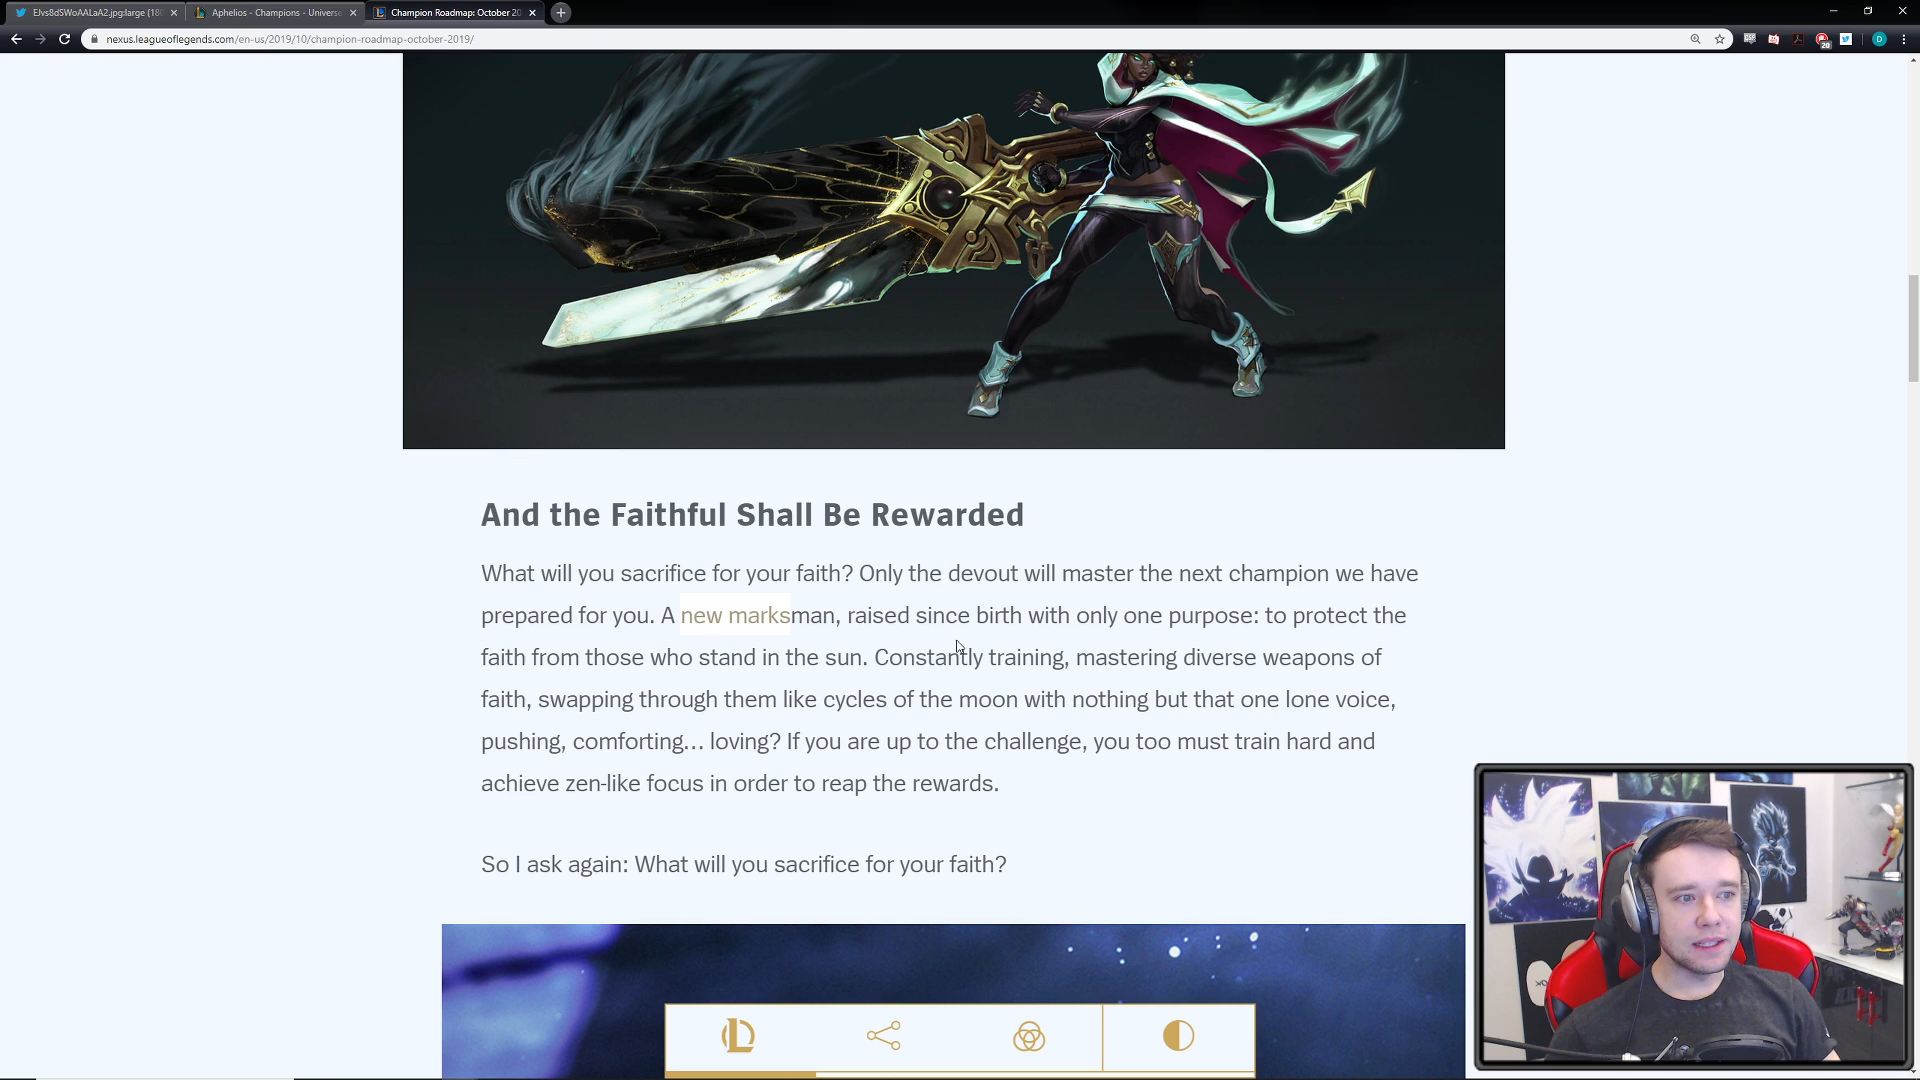 EJvs8dSWoAALaA2.jpg:large (180
Aphelios - Champions - Universe
Champion Roadmap: October 20
nexus.leagueoflegends.com/en-us/2019/10/champion-roadmap-october-2019/
20
D
And the Faithful Shall Be Rewarded
What will you sacrifice for your faith? Only the devout will master the next champion we have
prepared for you. A new marksman, raised since birth with only one purpose: to protect the
faith from those who stand in the sun. Constantly training, mastering diverse weapons of
faith, swapping through them like cycles of the moon with nothing but that one lone voice,
pushing, comforting... loving? If you are up to the challenge, you too must train hard and
achieve zen-like focus in order to reap the rewards.
So I ask again: What will you sacrifice for your faith?